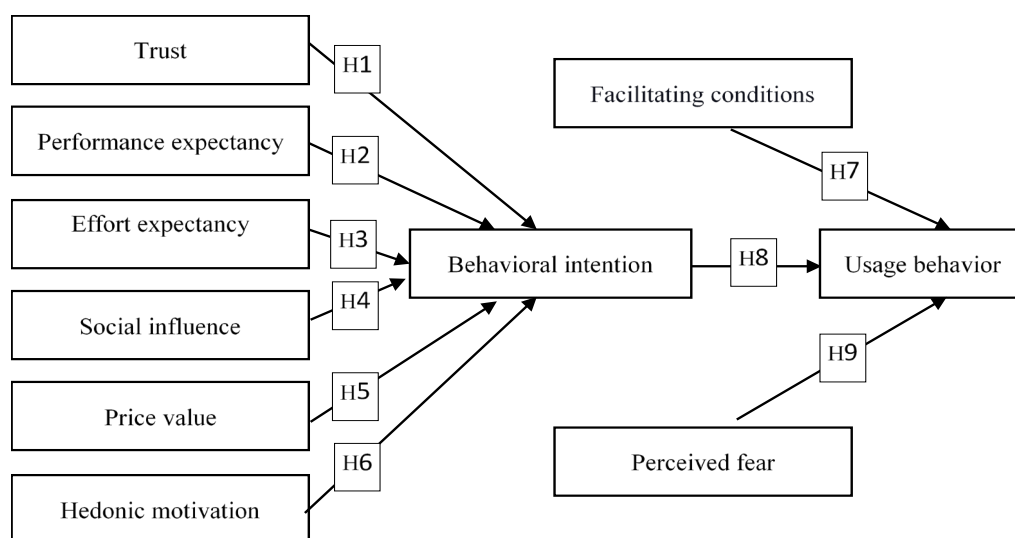 Trust
H1
Performance expectancy
H2
Effort expectancy
H3
Social influence
H4
Price value
H5
Hedonic motivation
H6
Behavioral intention
H8
Facilitating conditions
H7
Usage behavior
H9
Perceived fear